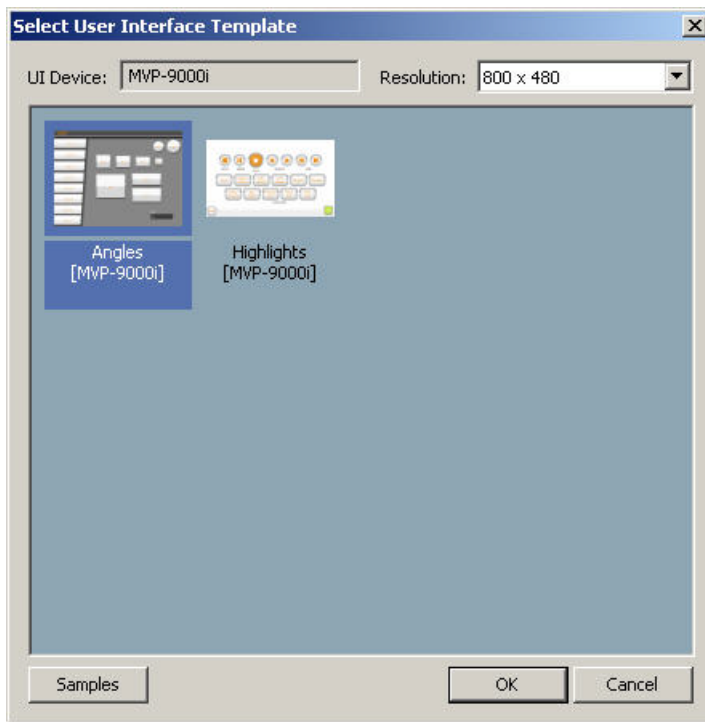 Select User Interface Template
UI Device: MVP-9000i Resolution: 800 x 480
Angles
[MVP-9000i]
Highlights
[MVP-9000i]
Samples OK Cancel